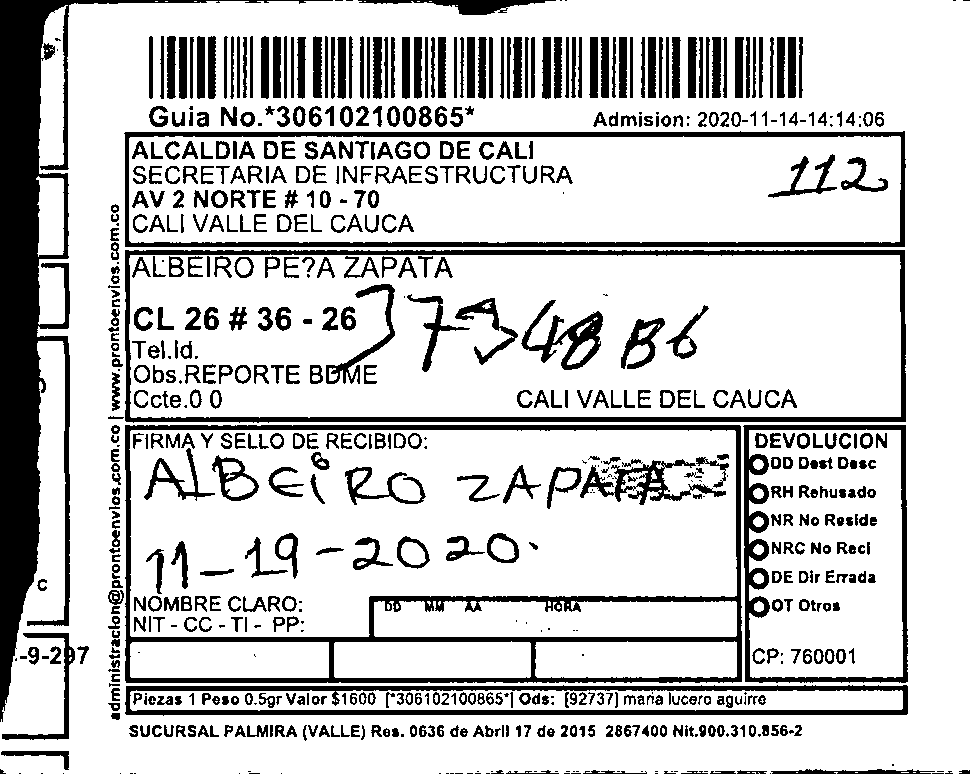 Guia No.*306102100865*
Admision: 2020-11-14-14:14:06
ALCALDIA DE SANTIAGO DE CALI
SECRETARIA DE INFRAESTRUCTURA
AV 2 NORTE # 10 - 70
CALI VALLE DEL CAUCA
112
ALBEIRO PE?A ZAPATA
CL 26 # 36 - 26
Tel.Id.
Obs.REPORTE BDME
Ccte.0 0
CALI VALLE DEL CAUCA
FIRMA Y SELLO DE RECIBIDO:
ALBEiRO ZAPATA
11-19-2020.
NOMBRE CLARO:
NIT - CC - TI - PP:
DD MM AA HORA
DEVOLUCION
DD Dest Desc
RH Rehusado
NR No Reside
NRC No Reci
DE Dir Errada
OT Otros
CP: 760001
Piezas 1 Peso 0.5gr Valor $1600 [*306102100865*] Ods: [92737] maria lucero aguirre
SUCURSAL PALMIRA (VALLE) Res. 0636 de Abril 17 de 2015 2867400 Nit.900.310.856-2
administracion@prontoenvios.com.co | www.prontoenvios.com.co
-9-297
C